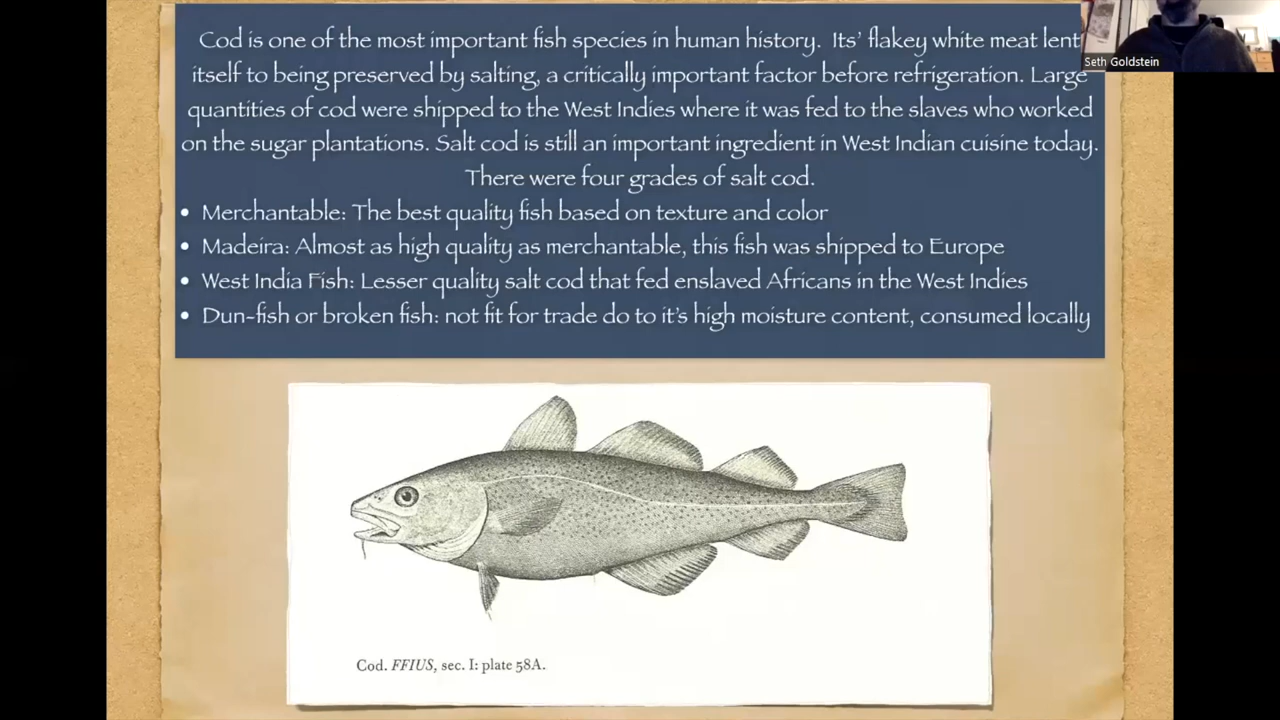 Cod is one of the most important fish species in human history. Its’ flakey white meat lent
itself to being preserved by salting, a critically important factor before refrigeration. Large
quantities of cod were shipped to the West Indies where it was fed to the slaves who worked
on the sugar plantations. Salt cod is still an important ingredient in West Indian cuisine today.
There were four grades of salt cod.
• Merchantable: The best quality fish based on texture and color
• Madeira: Almost as high quality as merchantable, this fish was shipped to Europe
• West India Fish: Lesser quality salt cod that fed enslaved Africans in the West Indies
• Dun-fish or broken fish: not fit for trade do to it’s high moisture content, consumed locally
Seth Goldstein
Cod. FFIUS, sec. I: plate 58A.